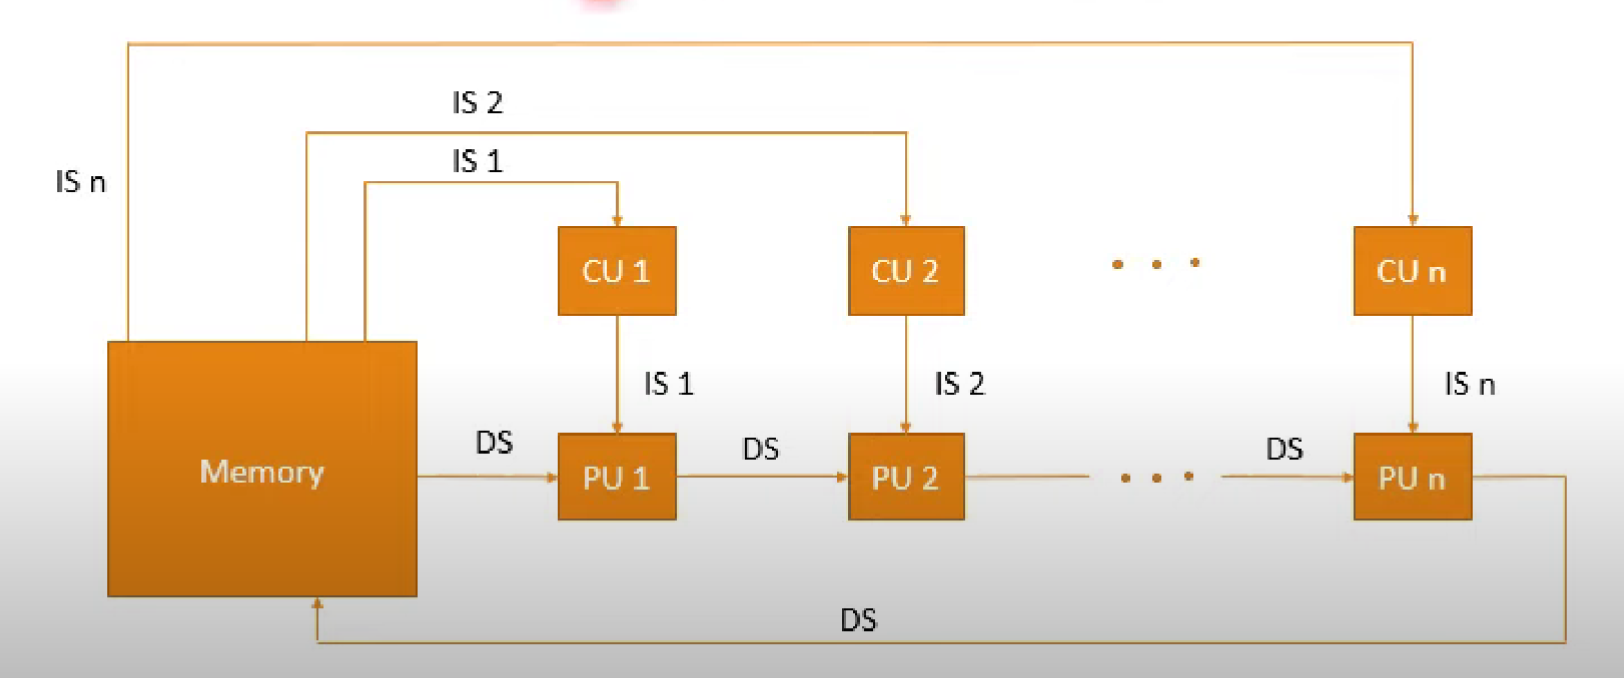 IS 2
IS 1
IS n
CU 1
CU 2
CU n
IS 1
IS 2
IS n
DS
DS
DS
Memory
PU 1
PU 2
PU n
DS